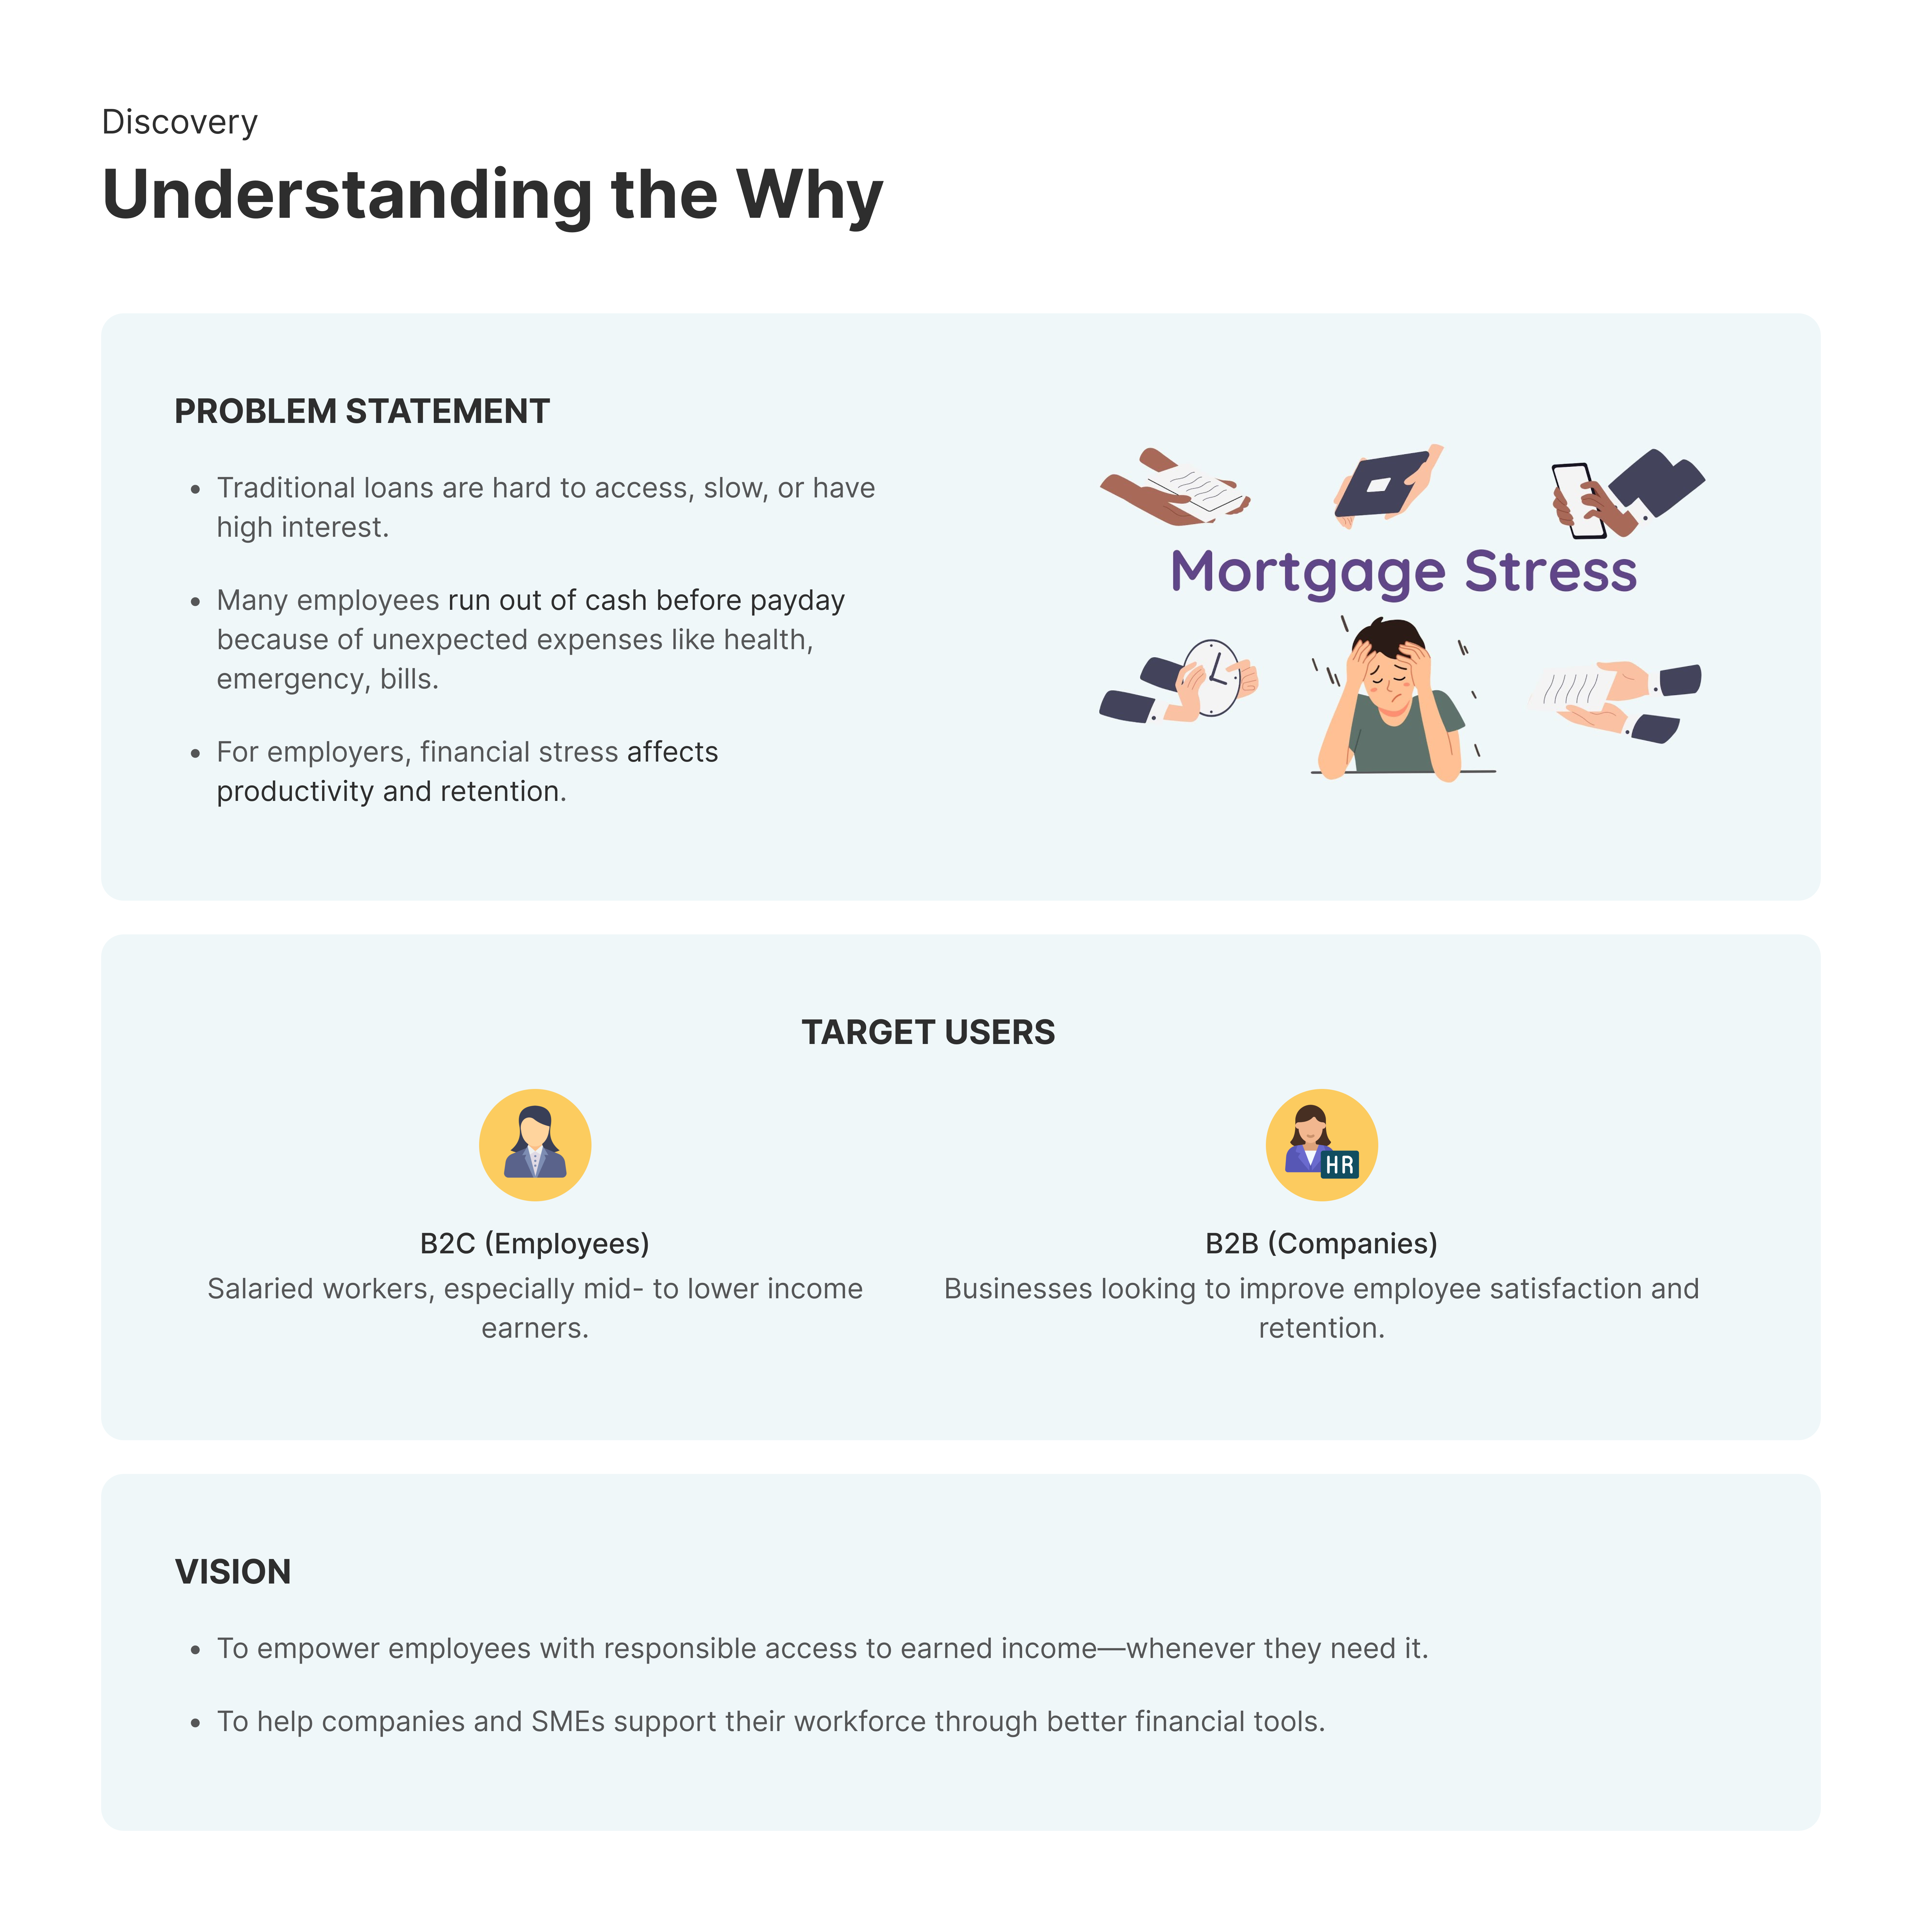 Discovery
Understanding the Why
PROBLEM STATEMENT
• Traditional loans are hard to access, slow, or have
high interest.
• Many employees run out of cash before payday
because of unexpected expenses like health,
emergency, bills.
• For employers, financial stress affects
productivity and retention.
Mortgage Stress
TARGET USERS
B2C (Employees)
Salaried workers, especially mid- to lower income
earners.
HR
B2B (Companies)
Businesses looking to improve employee satisfaction and
retention.
VISION
• To empower employees with responsible access to earned income—whenever they need it.
• To help companies and SMEs support their workforce through better financial tools.